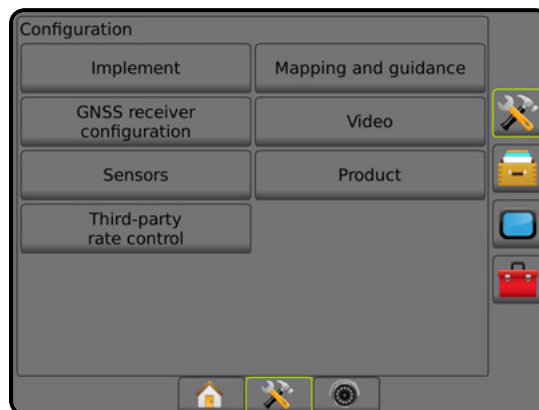 Configuration
Implement
Mapping and guidance
GNSS receiver
configuration
Video
Sensors
Product
Third-party
rate control